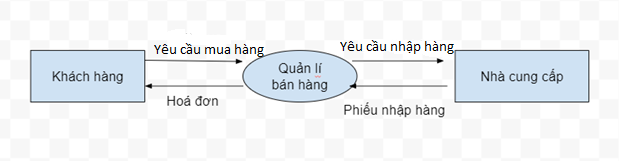 Yêu cầu mua hàng
Yêu cầu nhập hàng
Khách hàng
Quản lí
bán hàng
Nhà cung cấp
Hoá đơn
Phiếu nhập hàng